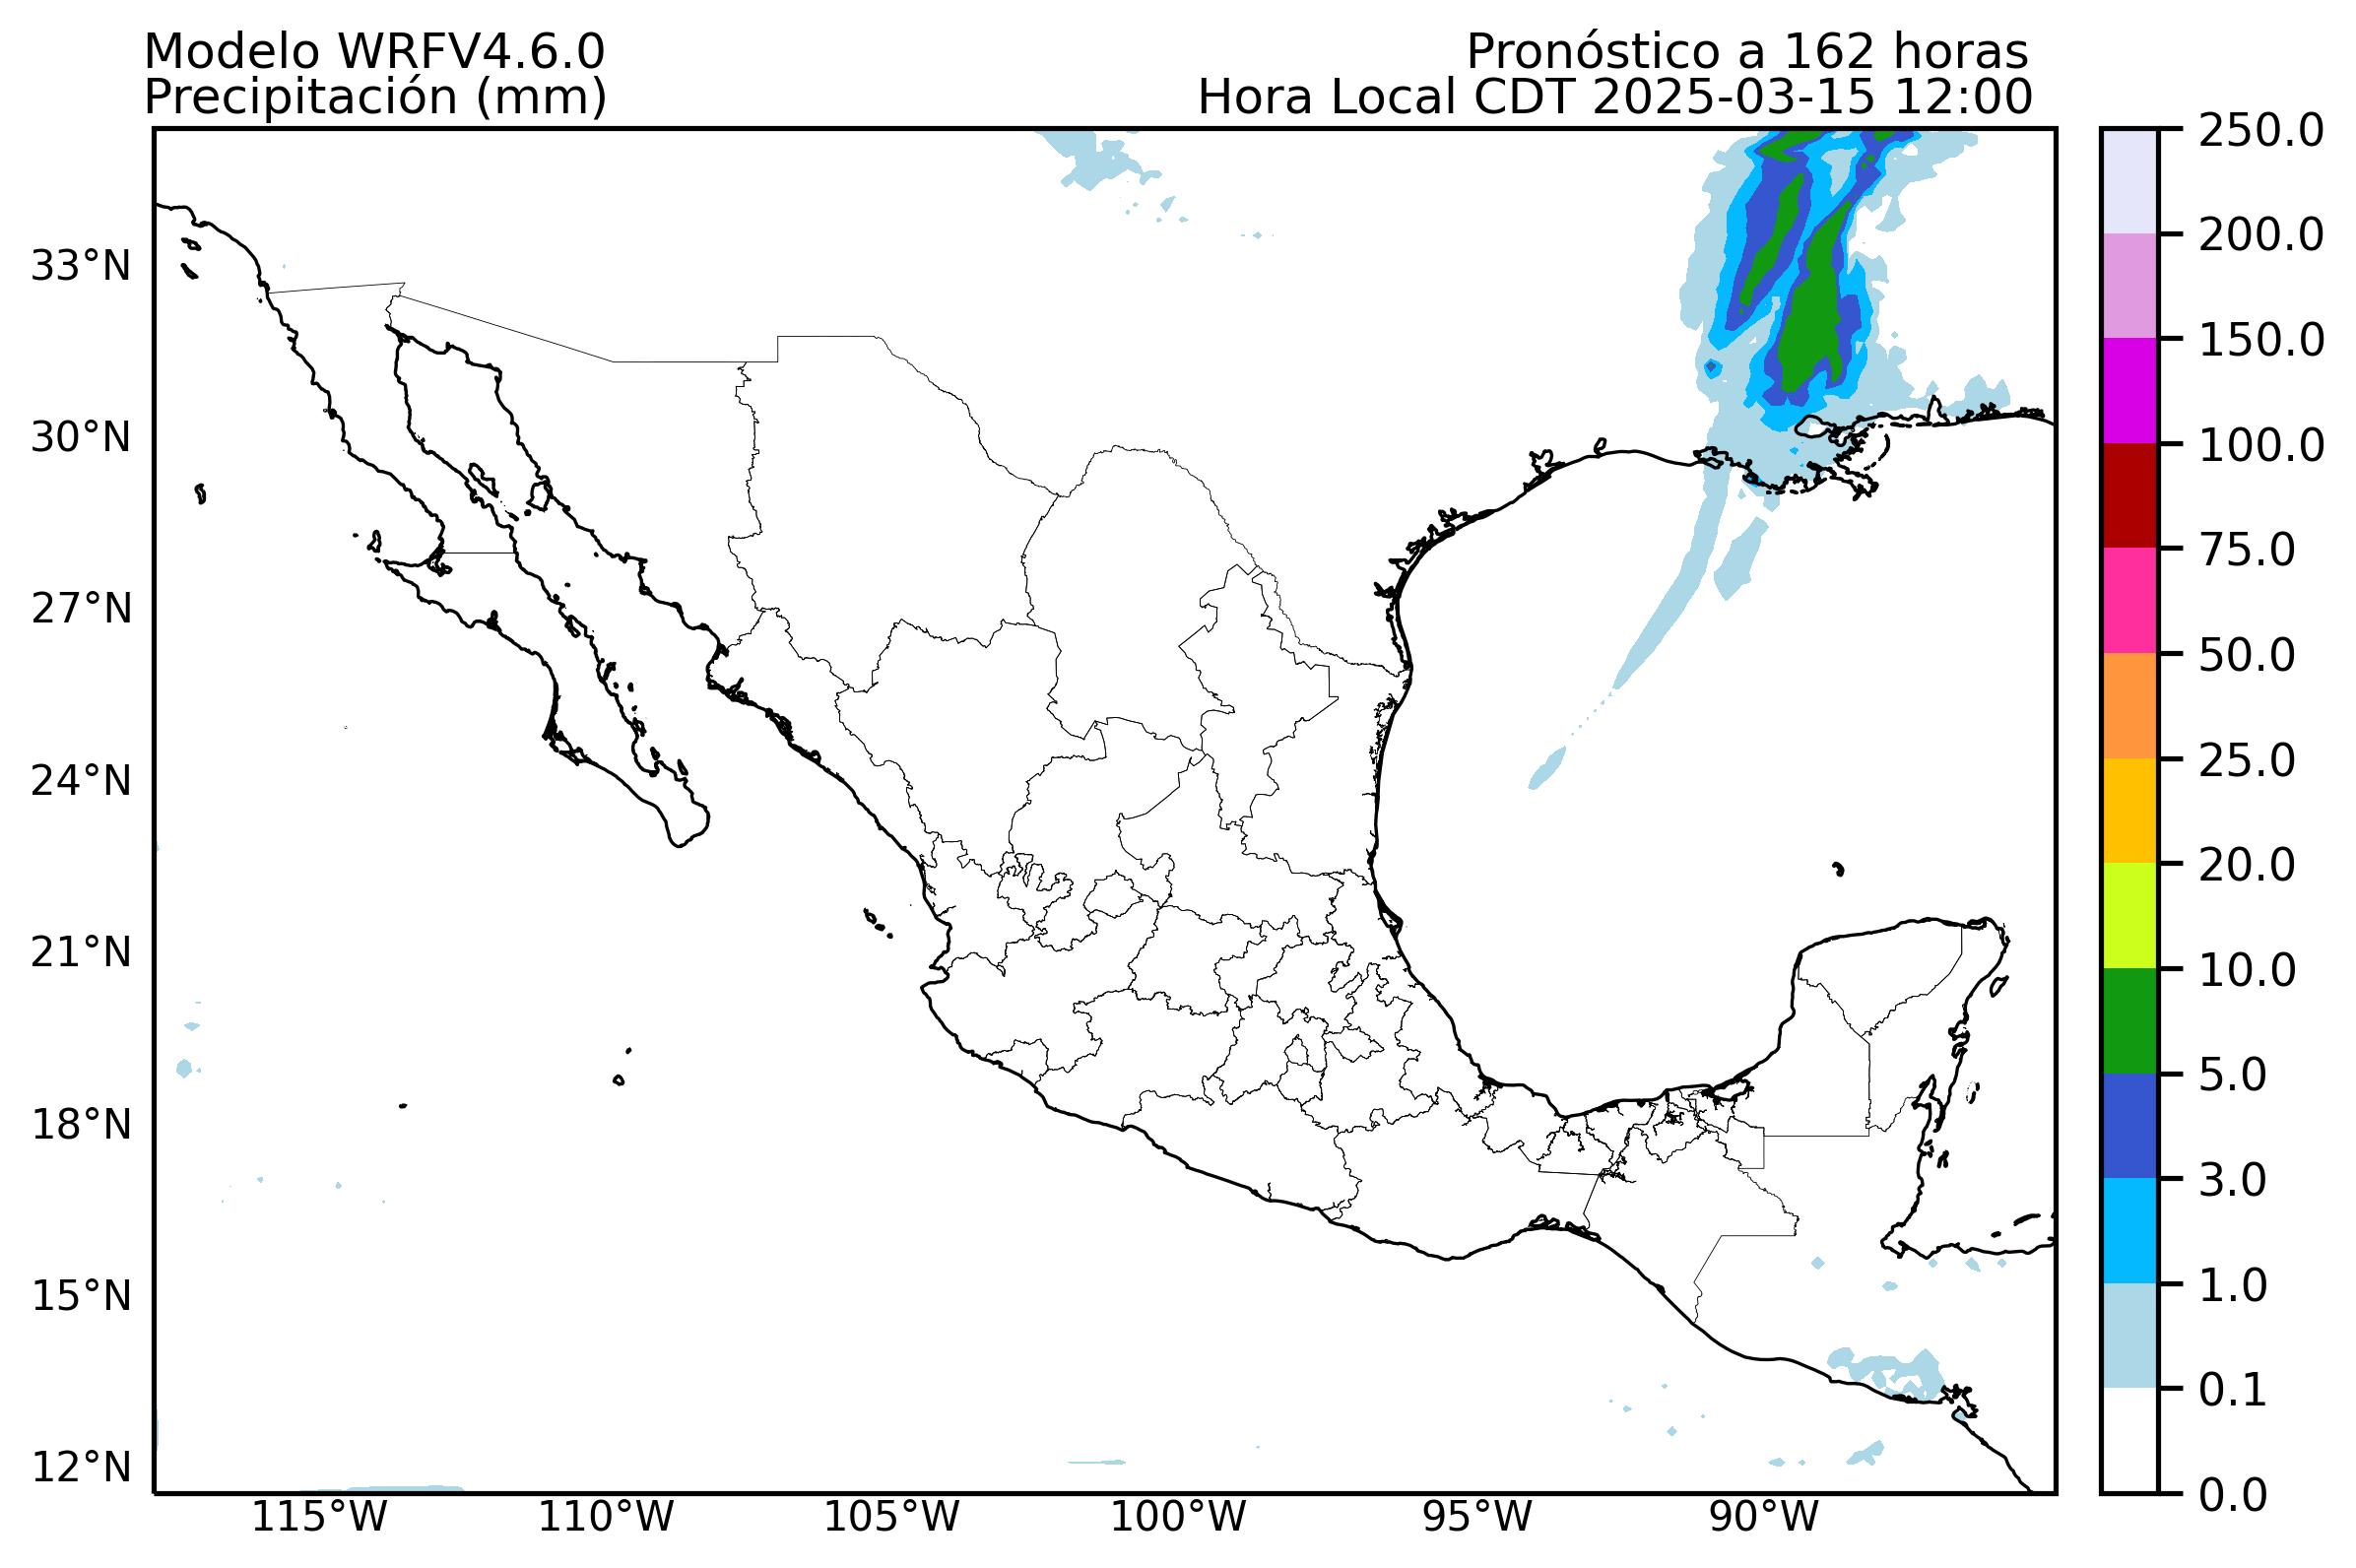 Modelo WRFV4.6.0
Precipitación (mm)
Pronóstico a 162 horas
Hora Local CDT 2025-03-15 12:00
33°N
30°N
27°N
24°N
21°N
18°N
15°N
12°N
115°W
110°W
105°W
100°W
95°W
90°W
250.0
200.0
150.0
100.0
75.0
50.0
25.0
20.0
10.0
5.0
3.0
1.0
0.1
0.0